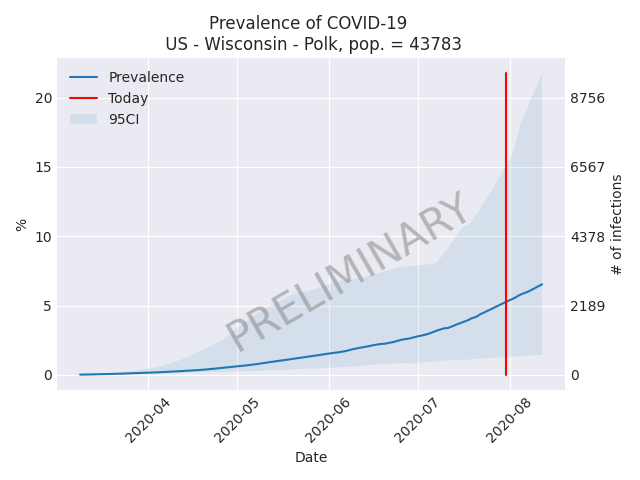 Prevalence of COVID-19
US - Wisconsin - Polk, pop. = 43783
Prevalence
Today
95CI
20
15
10
5
0
%
8756
6567
4378
2189
0
# of infections
PRELIMINARY
2020-04
2020-05
2020-06
2020-07
2020-08
Date